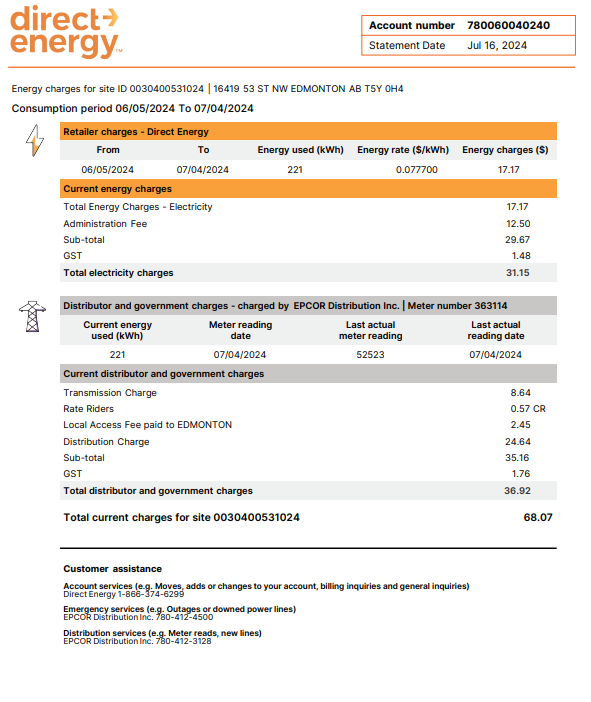 direct energy™
Account number 780060040240
Statement Date Jul 16, 2024
Energy charges for site ID 0030400531024 | 16419 53 ST NW EDMONTON AB T5Y 0H4
Consumption period 06/05/2024 To 07/04/2024
Retailer charges - Direct Energy
From To Energy used (kWh) Energy rate ($/kWh) Energy charges ($)
06/05/2024 07/04/2024 221 0.077700 17.17
Current energy charges
Total Energy Charges - Electricity 17.17
Administration Fee 12.50
Sub-total 29.67
GST 1.48
Total electricity charges 31.15
Distributor and government charges - charged by EPCOR Distribution Inc. | Meter number 363114
Current energy used (kWh) Meter reading date Last actual meter reading Last actual reading date
221 07/04/2024 52523 07/04/2024
Current distributor and government charges
Transmission Charge 8.64
Rate Riders 0.57 CR
Local Access Fee paid to EDMONTON 2.45
Distribution Charge 24.64
Sub-total 35.16
GST 1.76
Total distributor and government charges 36.92
Total current charges for site 0030400531024 68.07
Customer assistance
Account services (e.g. Moves, adds or changes to your account, billing inquiries and general inquiries)
Direct Energy 1-866-374-6299
Emergency services (e.g. Outages or downed power lines)
EPCOR Distribution Inc. 780-412-4500
Distribution services (e.g. Meter reads, new lines)
EPCOR Distribution Inc. 780-412-3128